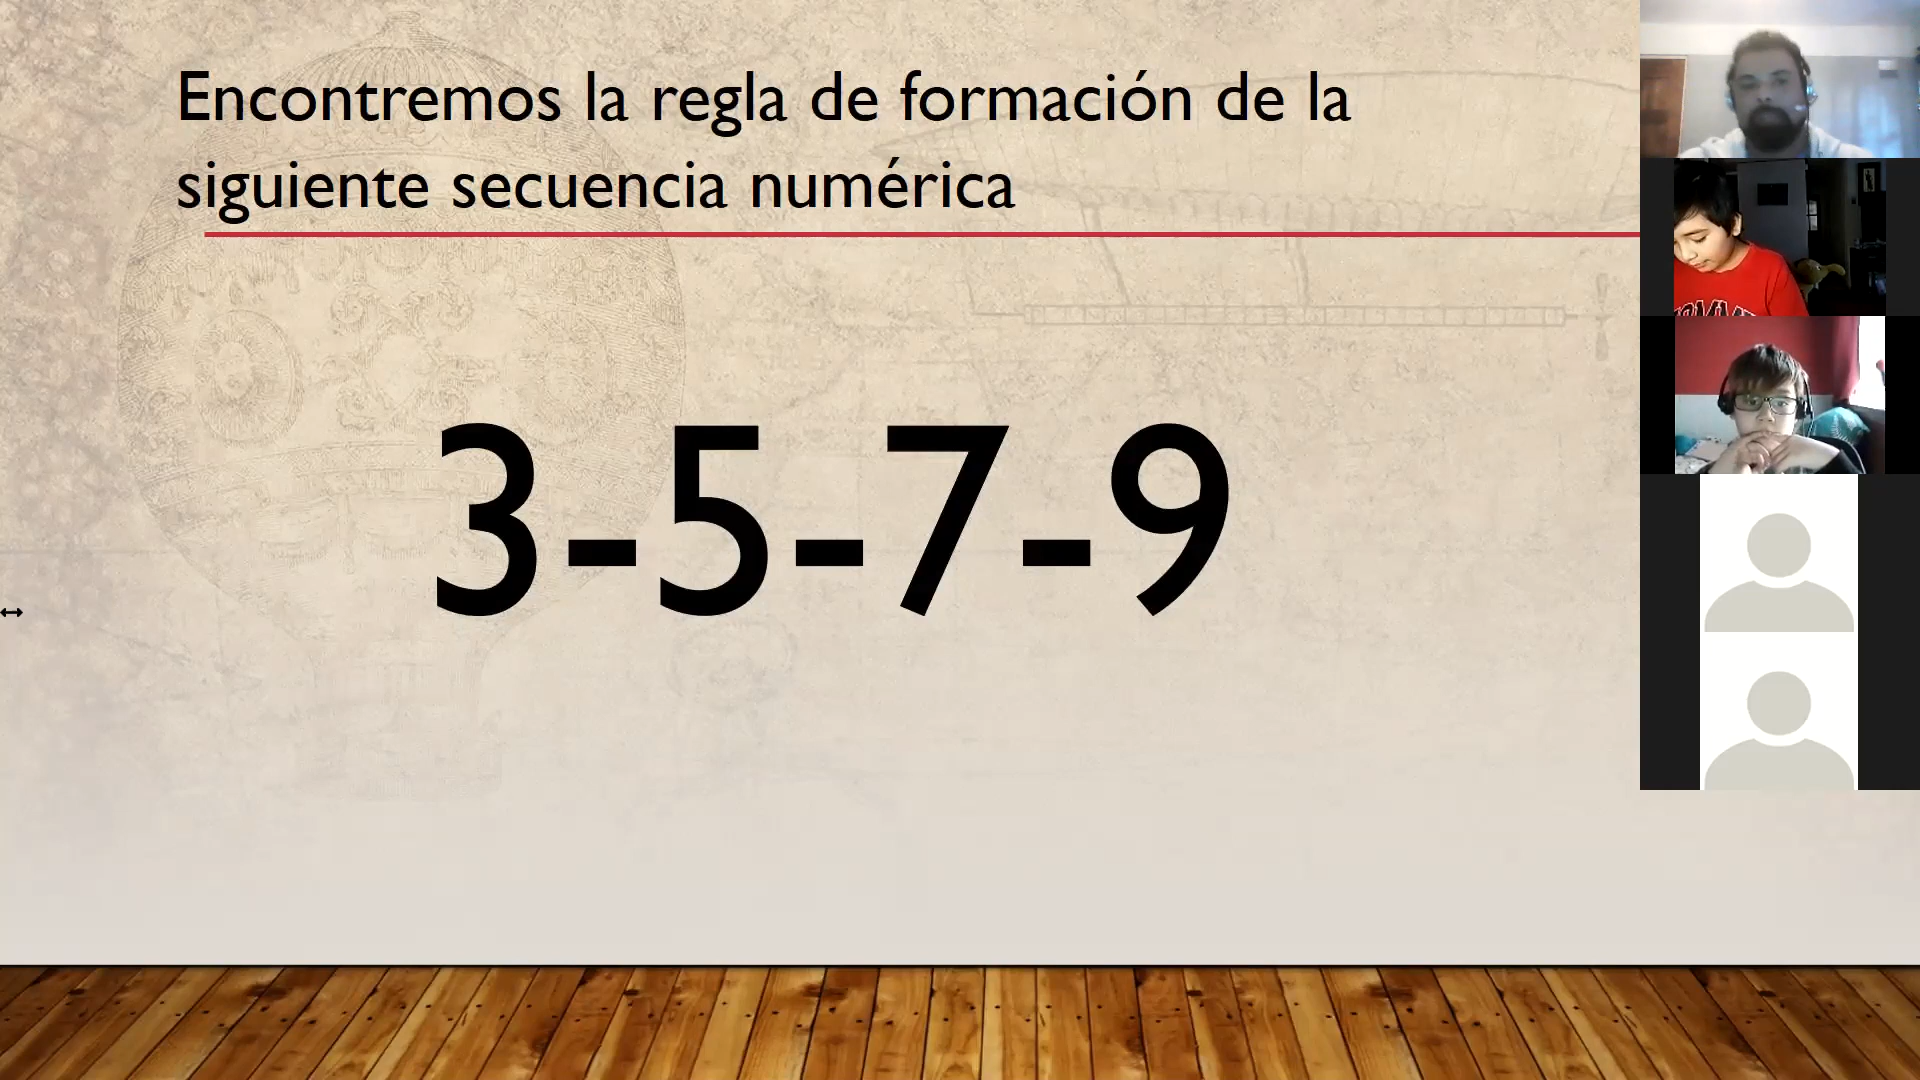 Encontremos la regla de formación de la
siguiente secuencia numérica
3-5-7-9